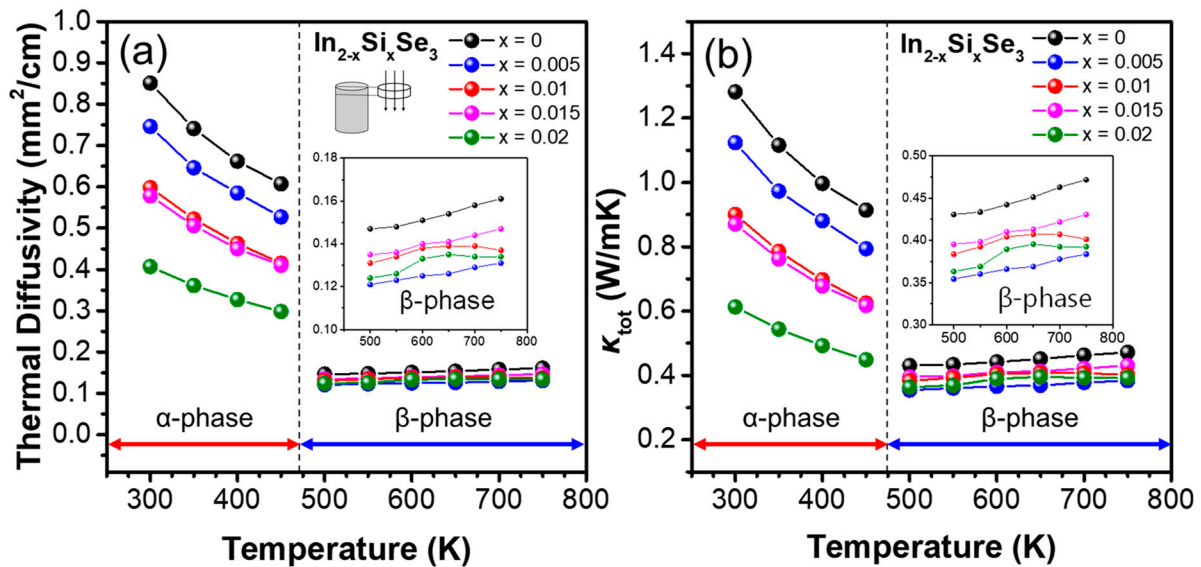 (a)
In2-xSixSe3
x = 0
x = 0.005
x = 0.01
x = 0.015
x = 0.02
Thermal Diffusivity (mm²/cm)
1.0
0.9
0.8
0.7
0.6
0.5
0.4
0.3
0.2
0.1
0.0
0.18
0.16
0.14
0.12
0.10
500 600 700 800
β-phase
α-phase
β-phase
300 400 500 600 700 800
Temperature (K)
(b)
In2-xSixSe3
x = 0
x = 0.005
x = 0.01
x = 0.015
x = 0.02
κtot (W/mK)
1.4
1.2
1.0
0.8
0.6
0.4
0.2
0.50
0.45
0.40
0.35
0.30
500 600 700 800
β-phase
α-phase
β-phase
300 400 500 600 700 800
Temperature (K)